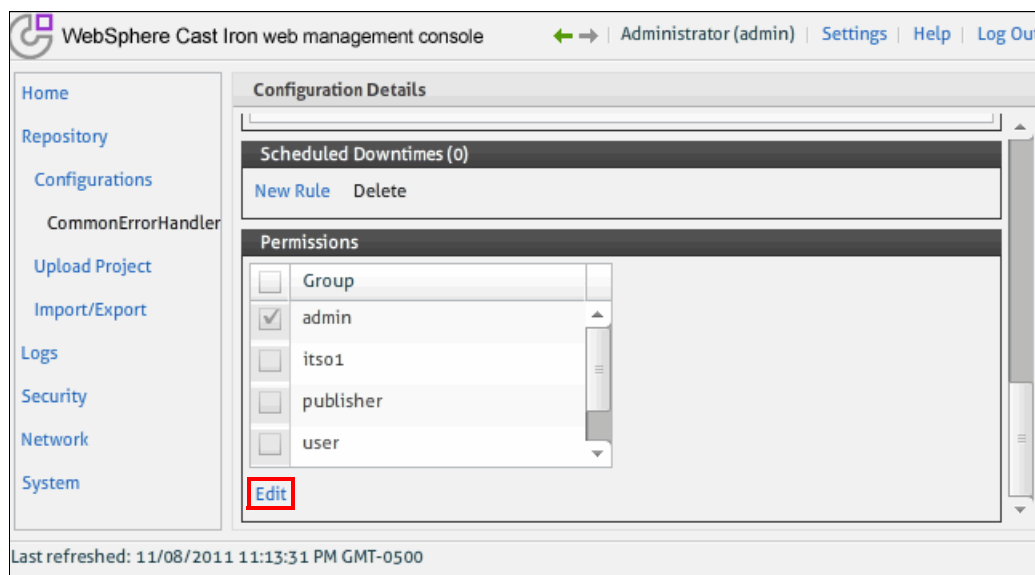 WebSphere Cast Iron web management console
Administrator (admin) | Settings | Help | Log Ou
Home
Repository
Configurations
CommonErrorHandler
Upload Project
Import/Export
Logs
Security
Network
System
Configuration Details
Scheduled Downtimes (0)
New Rule Delete
Permissions
Group
admin
itso1
publisher
user
Edit
Last refreshed: 11/08/2011 11:13:31 PM GMT-0500